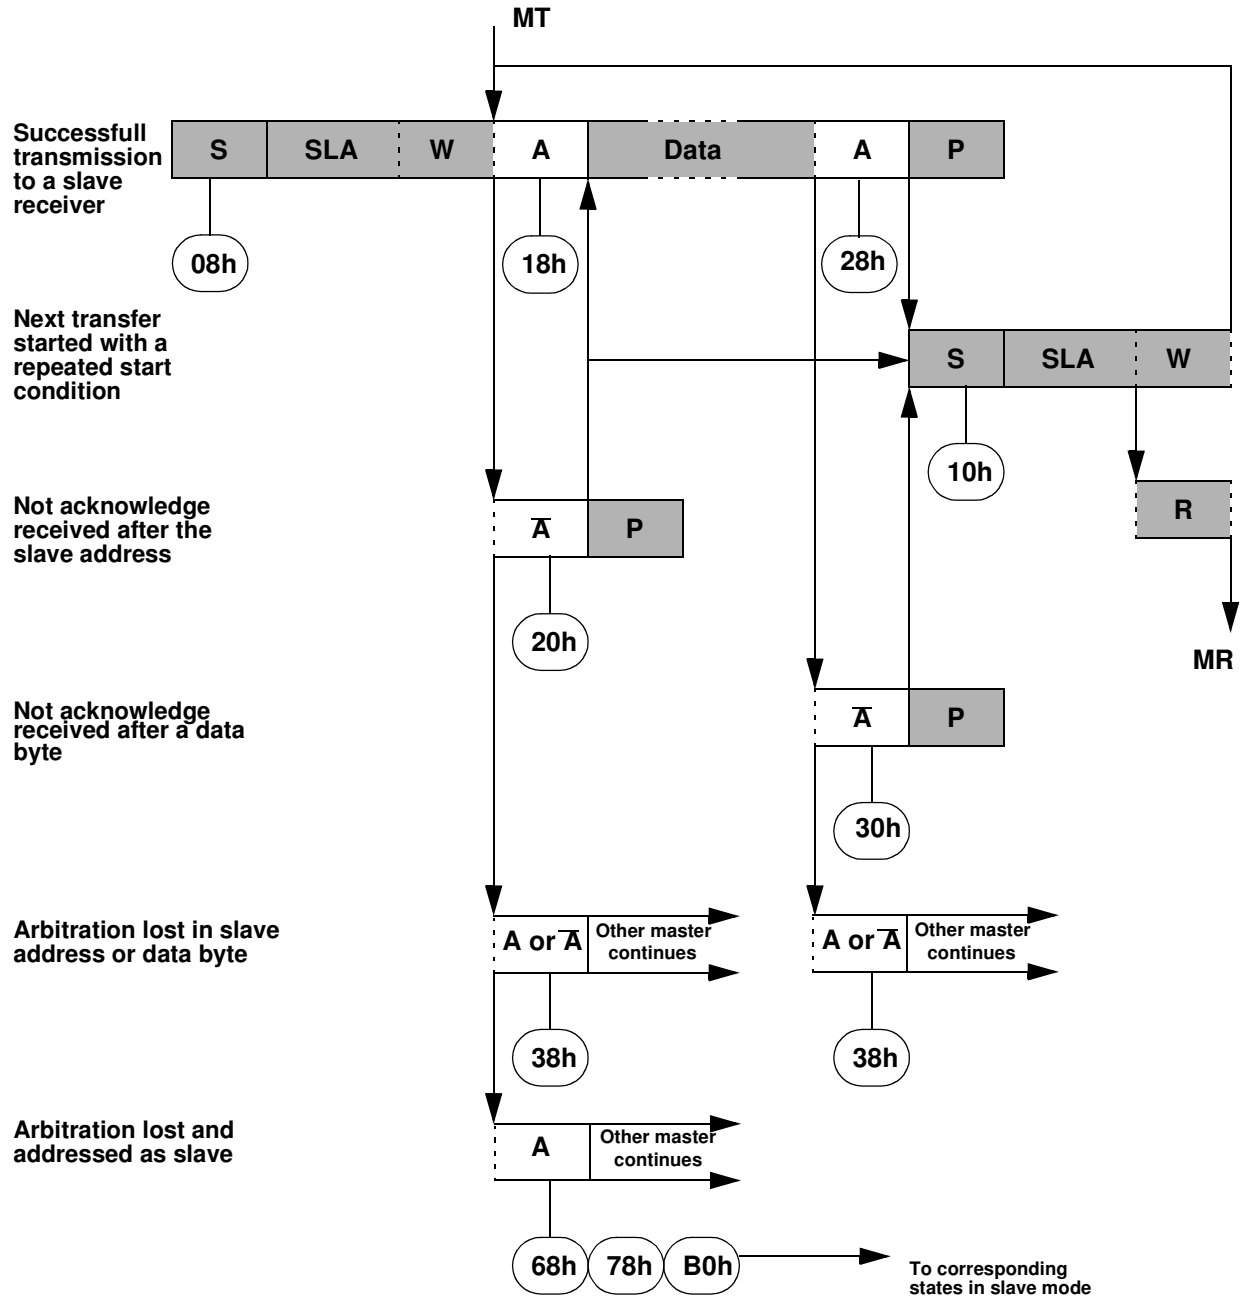 MT
Successfull
transmission
to a slave
receiver
S SLA W A Data A P
08h 18h 28h
Next transfer
started with a
repeated start
condition
S SLA W
10h
Not acknowledge
received after the
slave address
A̅ P
R
20h
MR
Not acknowledge
received after a data
byte
A̅ P
30h
Arbitration lost in slave
address or data byte
A or A̅ Other master
continues
A or A̅ Other master
continues
38h 38h
Arbitration lost and
addressed as slave
A Other master
continues
68h 78h B0h
To corresponding
states in slave mode